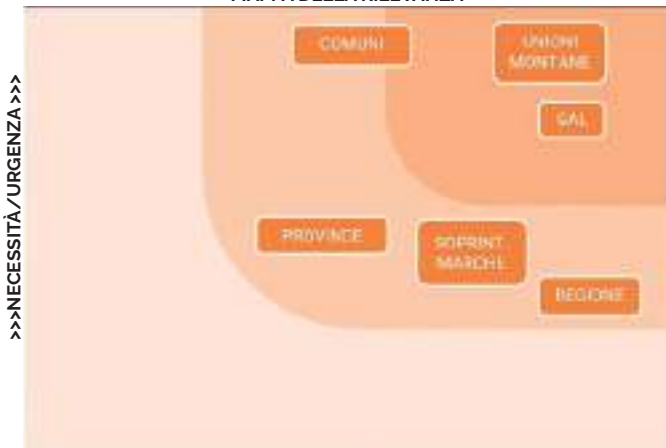 COMUNI
UNIONI
MONTANE
GAL
>>>NECESSITÀ/URGENZA >>>
PROVINCE
SOPRINT.
MARCHE
REGIONE